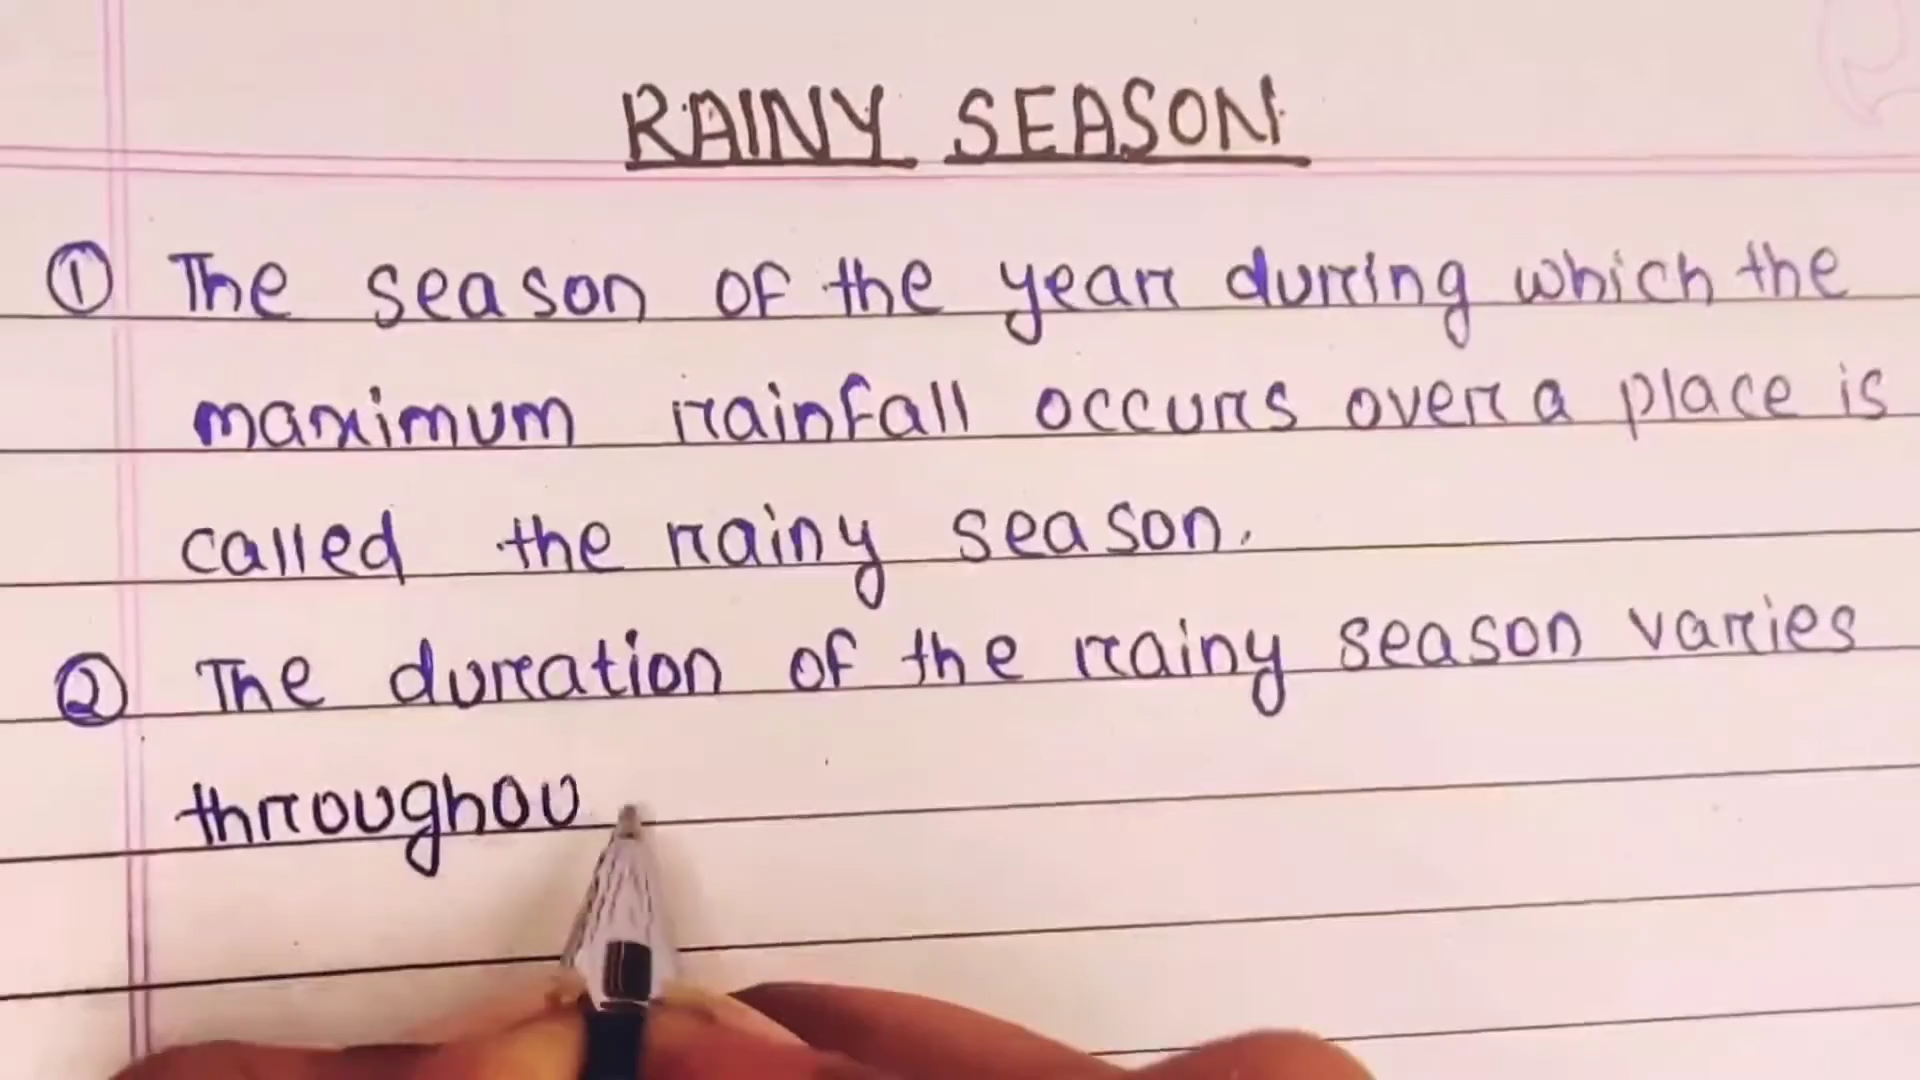 RAINY SEASON
① The season of the year during which the
maximum rainfall occurs over a place is
called the rainy season.
② The duration of the rainy season varies
throughou